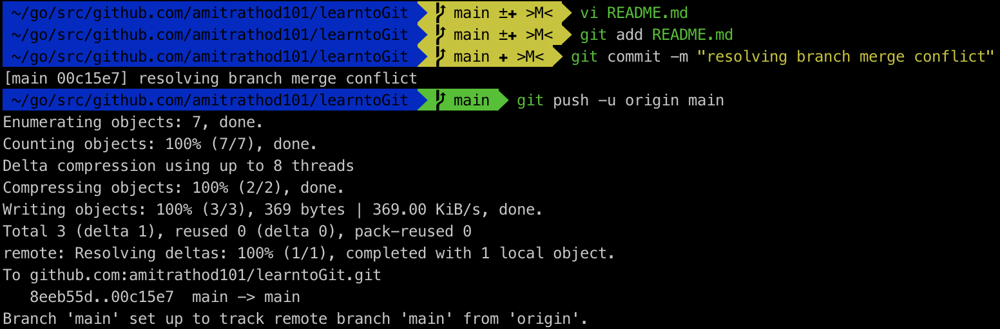 ~/go/src/github.com/amitrathod101/learntoGit main ±✚ >M< vi README.md
~/go/src/github.com/amitrathod101/learntoGit main ±✚ >M< git add README.md
~/go/src/github.com/amitrathod101/learntoGit main ✚ >M< git commit -m "resolving branch merge conflict"
[main 00c15e7] resolving branch merge conflict
~/go/src/github.com/amitrathod101/learntoGit main git push -u origin main
Enumerating objects: 7, done.
Counting objects: 100% (7/7), done.
Delta compression using up to 8 threads
Compressing objects: 100% (2/2), done.
Writing objects: 100% (3/3), 369 bytes | 369.00 KiB/s, done.
Total 3 (delta 1), reused 0 (delta 0), pack-reused 0
remote: Resolving deltas: 100% (1/1), completed with 1 local object.
To github.com:amitrathod101/learntoGit.git
   8eeb55d..00c15e7  main -> main
Branch 'main' set up to track remote branch 'main' from 'origin'.